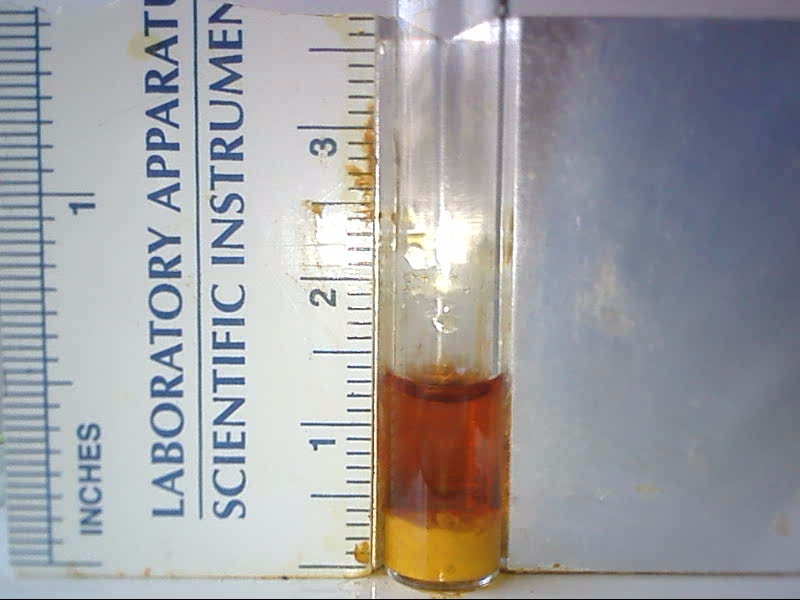 LABORATORY APPARATU
SCIENTIFIC INSTRUMEN
INCHES
1
3
2
1